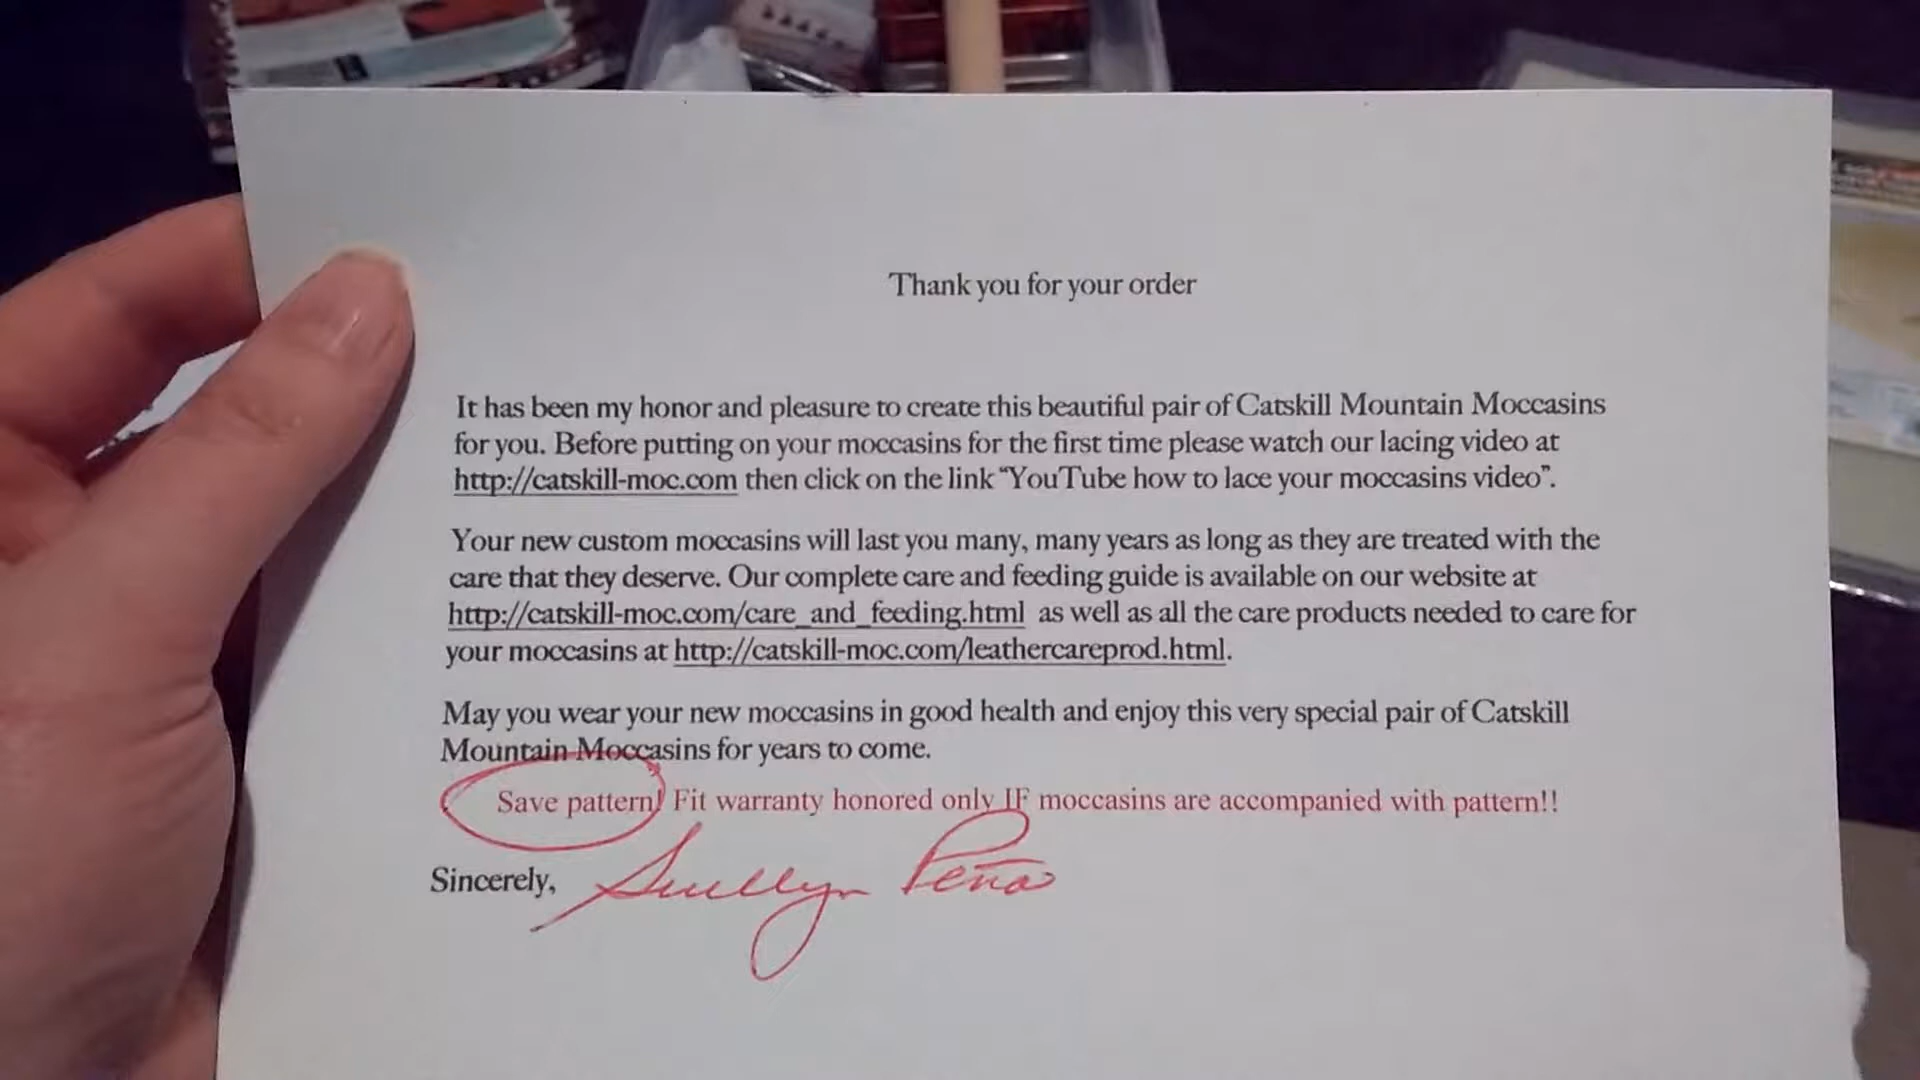 Thank you for your order
It has been my honor and pleasure to create this beautiful pair of Catskill Mountain Moccasins
for you. Before putting on your moccasins for the first time please watch our lacing video at
http://catskill-moc.com then click on the link “YouTube how to lace your moccasins video”.
Your new custom moccasins will last you many, many years as long as they are treated with the
care that they deserve. Our complete care and feeding guide is available on our website at
http://catskill-moc.com/care_and_feeding.html as well as all the care products needed to care for
your moccasins at http://catskill-moc.com/leathercareprod.html.
May you wear your new moccasins in good health and enjoy this very special pair of Catskill
Mountain Moccasins for years to come.
Save pattern! Fit warranty honored only IF moccasins are accompanied with pattern!!
Sincerely, Suellyn Peña